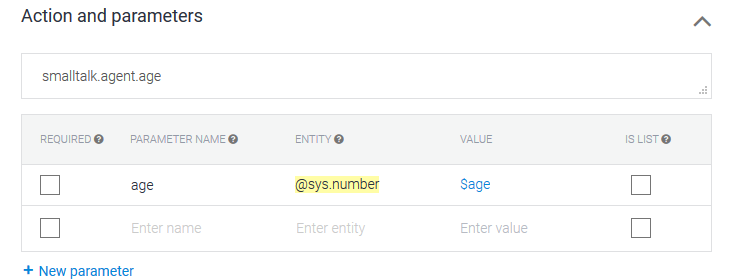 Action and parameters
smalltalk.agent.age
REQUIRED PARAMETER NAME ENTITY VALUE IS LIST
age @sys.number $age
Enter name Enter entity Enter value
+ New parameter